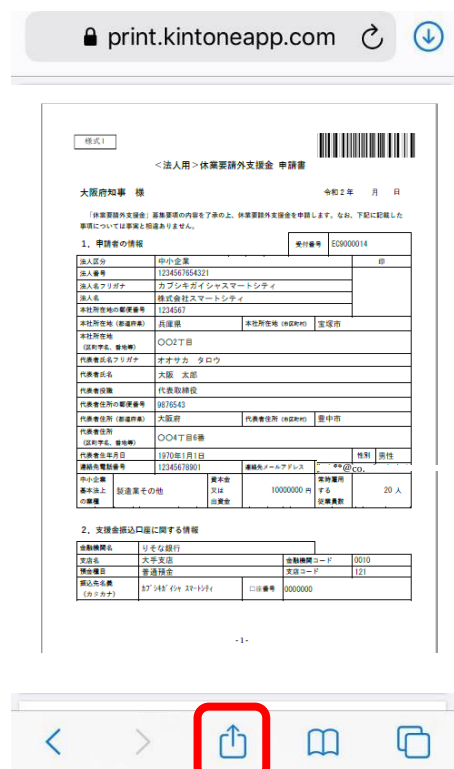 print.kintoneapp.com
様式1
＜法人用＞休業要請外支援金 申請書
大阪府知事 様
令和2年 月 日
「休業要請外支援金」募集要項の内容を了承の上、休業要請外支援金を申請します。なお、下記に記載した
事項については事実と相違ありません。
1．申請者の情報 受付番号 EC9000014
法人区分 中小企業 印
法人番号 1234567654321
法人名フリガナ カブシキガイシャスマートシティ
法人名 株式会社スマートシティ
本社所在地の郵便番号 1234567
本社所在地（都道府県） 兵庫県 本社所在地（市区町村） 宝塚市
本社所在地
（区町字名、番地等） 〇〇2丁目
代表者氏名フリガナ オオサカ タロウ
代表者氏名 大阪 太郎
代表者役職 代表取締役
代表者住所の郵便番号 9876543
代表者住所（都道府県） 大阪府 代表者住所（市区町村） 豊中市
代表者住所
（区町字名、番地等） 〇〇4丁目6番
代表者生年月日 1970年1月1日 性別 男性
連絡先電話番号 12345678901 連絡先メールアドレス **@co.
中小企業
基本法上
の業種 製造業その他 資本金
又は
出資金 10000000 円 常時雇用
する
従業員数 20 人
2．支援金振込口座に関する情報
金融機関名 りそな銀行
支店名 大手支店 金融機関コード 0010
預金種目 普通預金 支店コード 121
振込先名義
（カタカナ） ｶﾌﾞｼｷｶﾞｲｼｬ ｽﾏｰﾄｼﾃｨ 口座番号 0000000
-1-